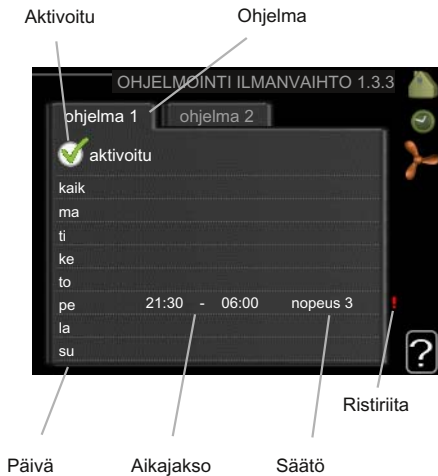 Aktivoitu
Ohjelma
OHJELMOINTI ILMANVAIHTO 1.3.3
ohjelma 1
ohjelma 2
aktivoitu
kaik
ma
ti
ke
to
pe 21:30 - 06:00 nopeus 3 !
la
su
?
Ristiriita
Päivä
Aikajakso
Säätö